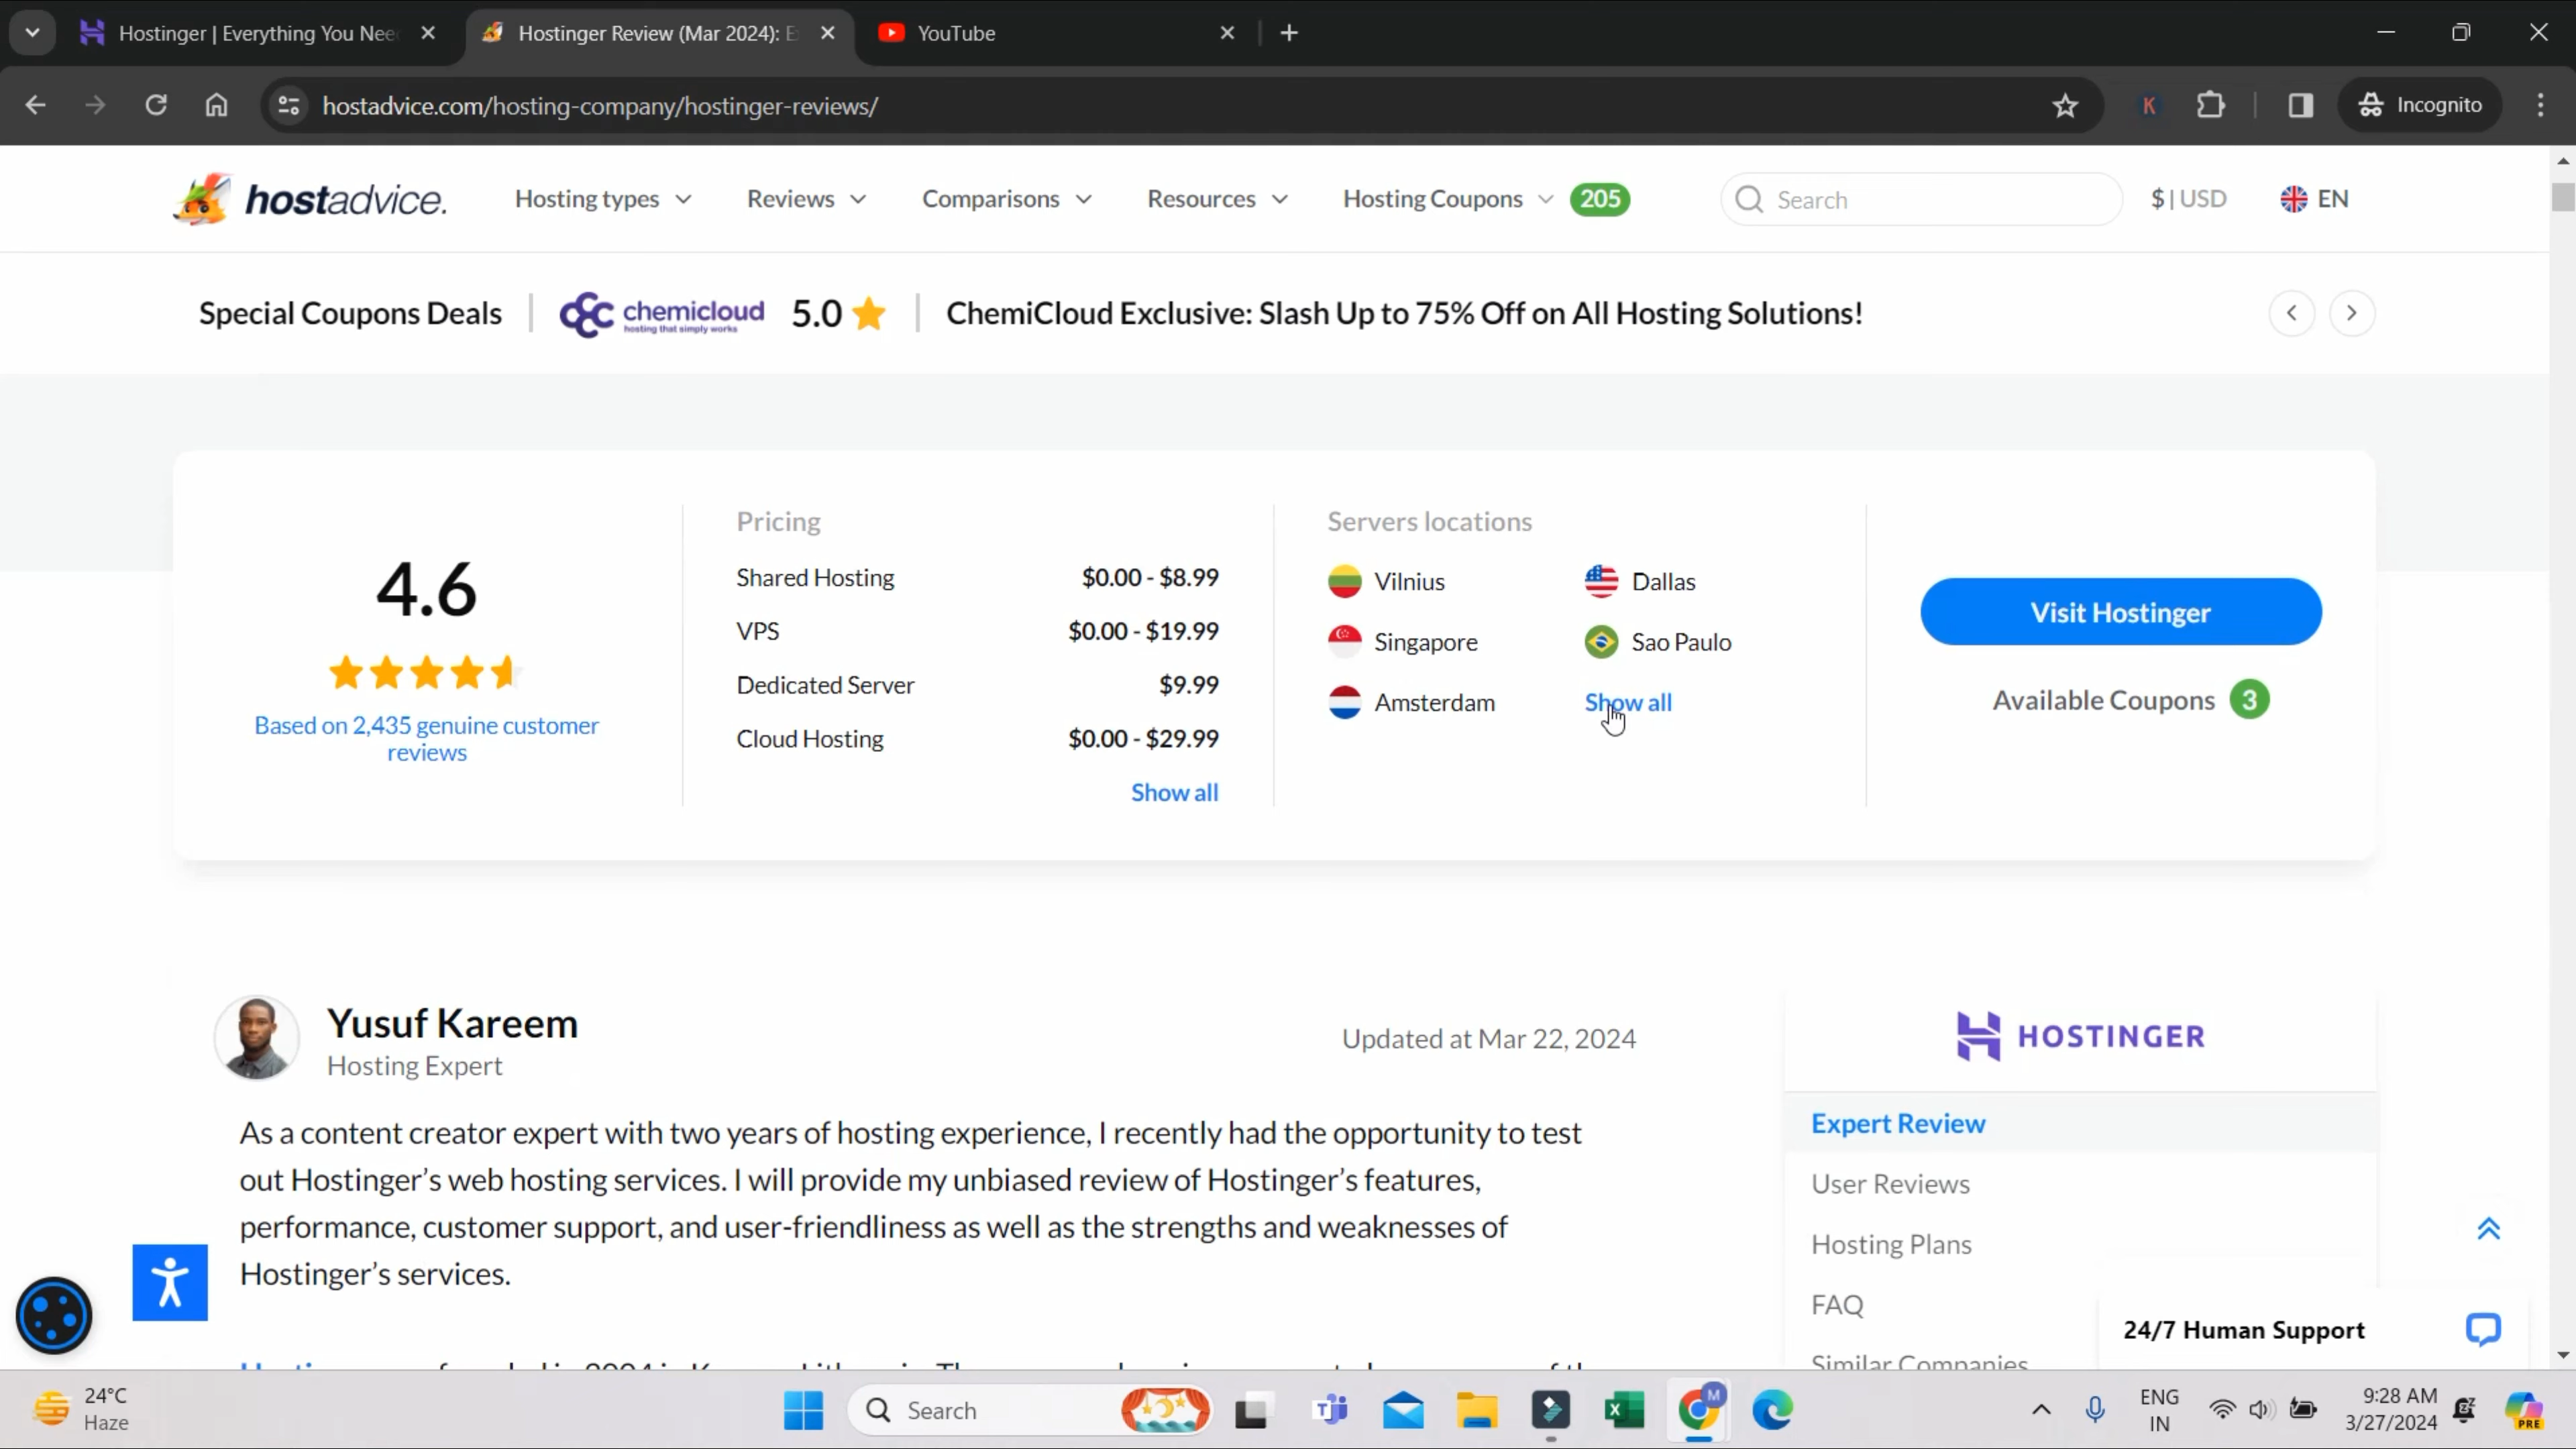 Hostinger | Everything You Nee
Hostinger Review (Mar 2024): E
YouTube
hostadvice.com/hosting-company/hostinger-reviews/
K
Incognito
hostadvice.
Hosting types
Reviews
Comparisons
Resources
Hosting Coupons 205
Search
$ | USD
EN
Special Coupons Deals
chemicloud
hosting that simply works
5.0
ChemiCloud Exclusive: Slash Up to 75% Off on All Hosting Solutions!
4.6
Based on 2,435 genuine customer
reviews
Pricing
Shared Hosting $0.00 - $8.99
VPS $0.00 - $19.99
Dedicated Server $9.99
Cloud Hosting $0.00 - $29.99
Show all
Servers locations
Vilnius Dallas
Singapore Sao Paulo
Amsterdam Show all
Visit Hostinger
Available Coupons 3
Yusuf Kareem
Hosting Expert
Updated at Mar 22, 2024
As a content creator expert with two years of hosting experience, I recently had the opportunity to test
out Hostinger's web hosting services. I will provide my unbiased review of Hostinger's features,
performance, customer support, and user-friendliness as well as the strengths and weaknesses of
Hostinger's services.
HOSTINGER
Expert Review
User Reviews
Hosting Plans
FAQ
Similar Companies
24/7 Human Support
24°C
Haze
Search
M
ENG
IN
9:28 AM
3/27/2024
PRE